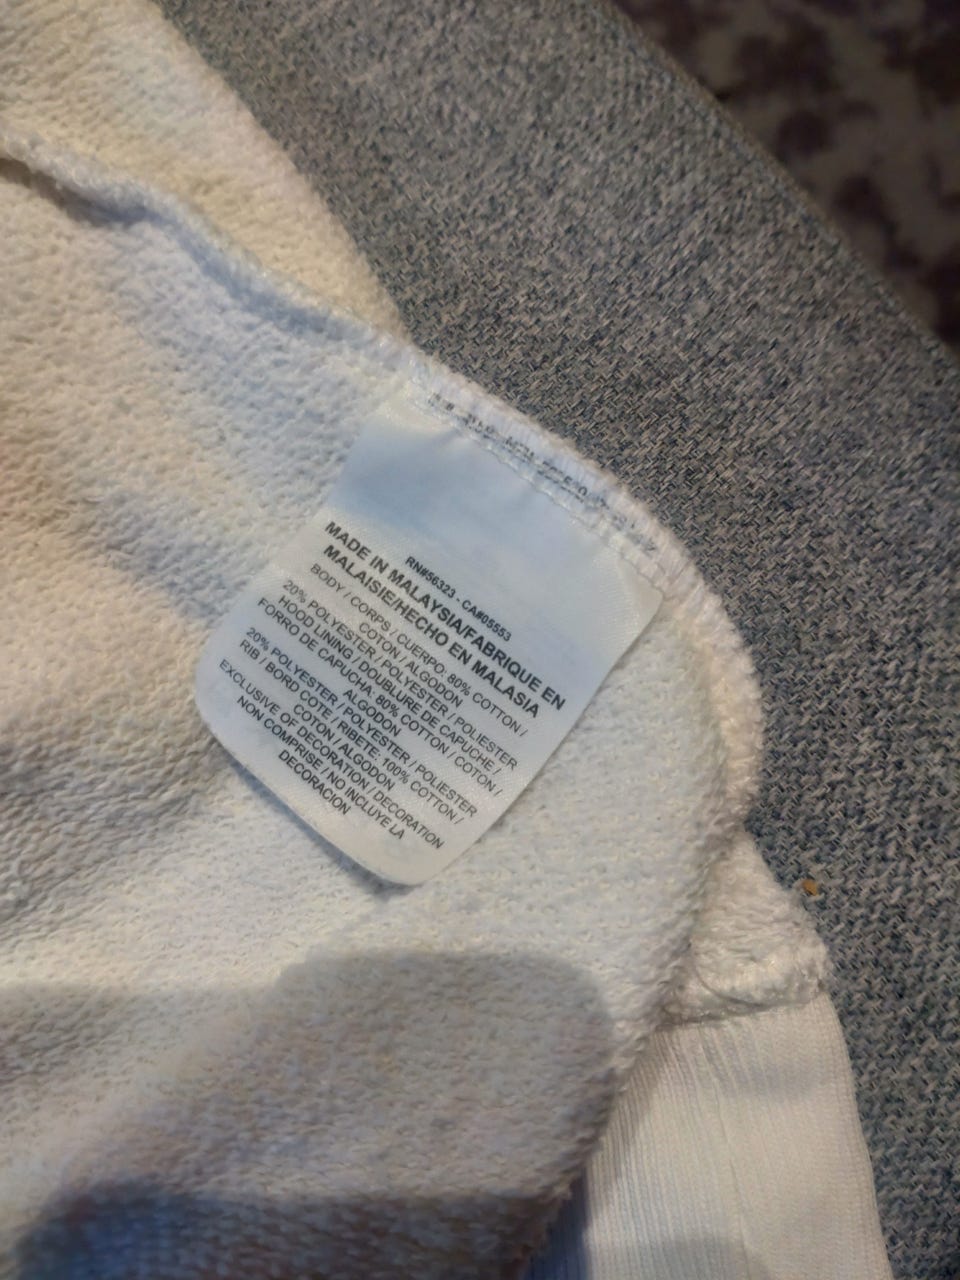 RN#56323 - CA#05553
MADE IN MALAYSIA/FABRIQUE EN
MALAISIE/HECHO EN MALASIA
BODY / CORPS / CUERPO: 80% COTTON /
COTON / ALGODON
20% POLYESTER / POLYESTER / POLIESTER
HOOD LINING / DOUBLURE DE CAPUCHE /
FORRO DE CAPUCHA: 80% COTTON / COTON /
ALGODON
20% POLYESTER / POLYESTER / POLIESTER
RIB / BORD COTE / RIBETE: 100% COTTON /
COTON / ALGODON
EXCLUSIVE OF DECORATION / DECORATION
NON COMPRISE / NO INCLUYE LA
DECORACION